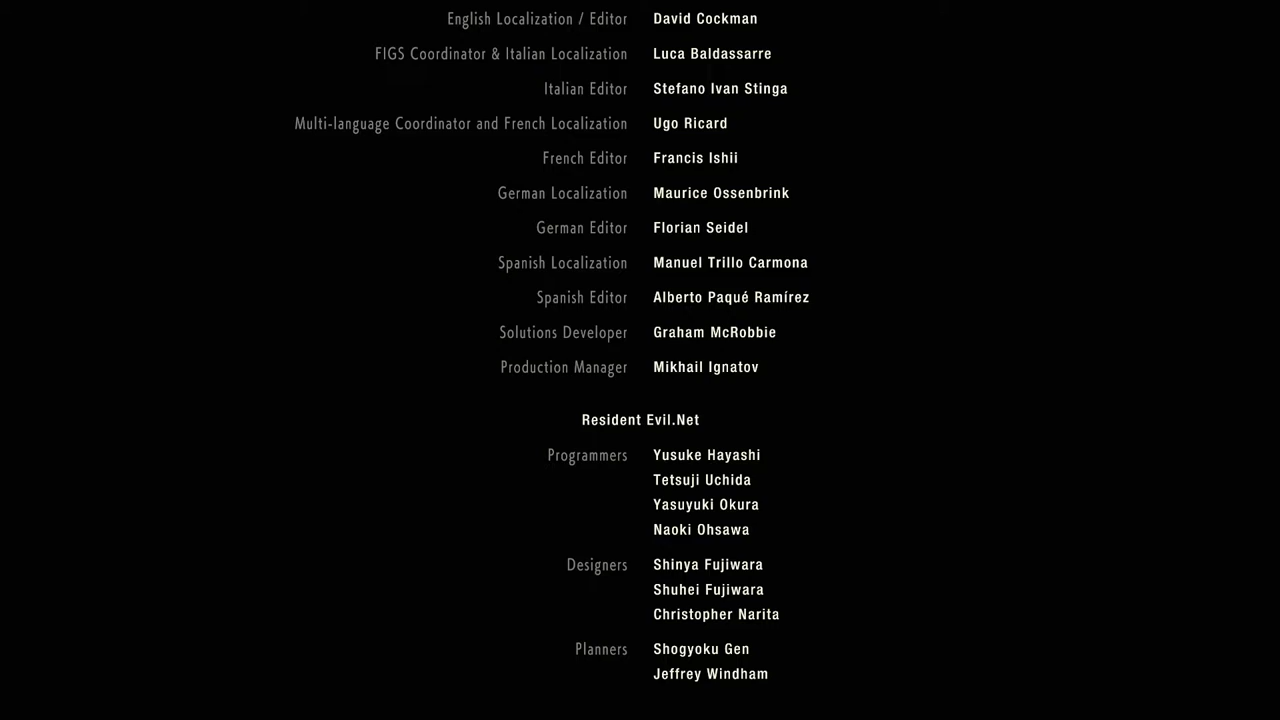 English Localization / Editor David Cockman
FIGS Coordinator & Italian Localization Luca Baldassarre
Italian Editor Stefano Ivan Stinga
Multi-language Coordinator and French Localization Ugo Ricard
French Editor Francis Ishii
German Localization Maurice Ossenbrink
German Editor Florian Seidel
Spanish Localization Manuel Trillo Carmona
Spanish Editor Alberto Paqué Ramírez
Solutions Developer Graham McRobbie
Production Manager Mikhail Ignatov
Resident Evil.Net
Programmers Yusuke Hayashi
Tetsuji Uchida
Yasuyuki Okura
Naoki Ohsawa
Designers Shinya Fujiwara
Shuhei Fujiwara
Christopher Narita
Planners Shogyoku Gen
Jeffrey Windham